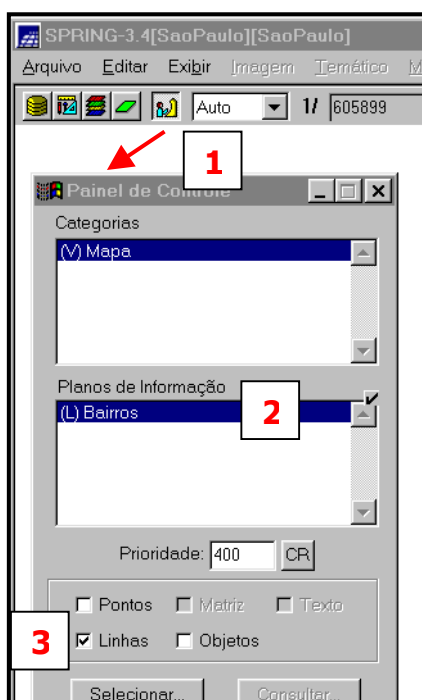 SPRING-3.4[SaoPaulo][SaoPaulo]
Arquivo Editar Exibir Imagem Temático M
Auto 1/ 605899
1
Painel de Controle
Categorias
(V) Mapa
Planos de Informação
(L) Bairros
2
Prioridade: 400 CR
Pontos Matriz Texto
3
Linhas Objetos
Selecionar... Consultar...